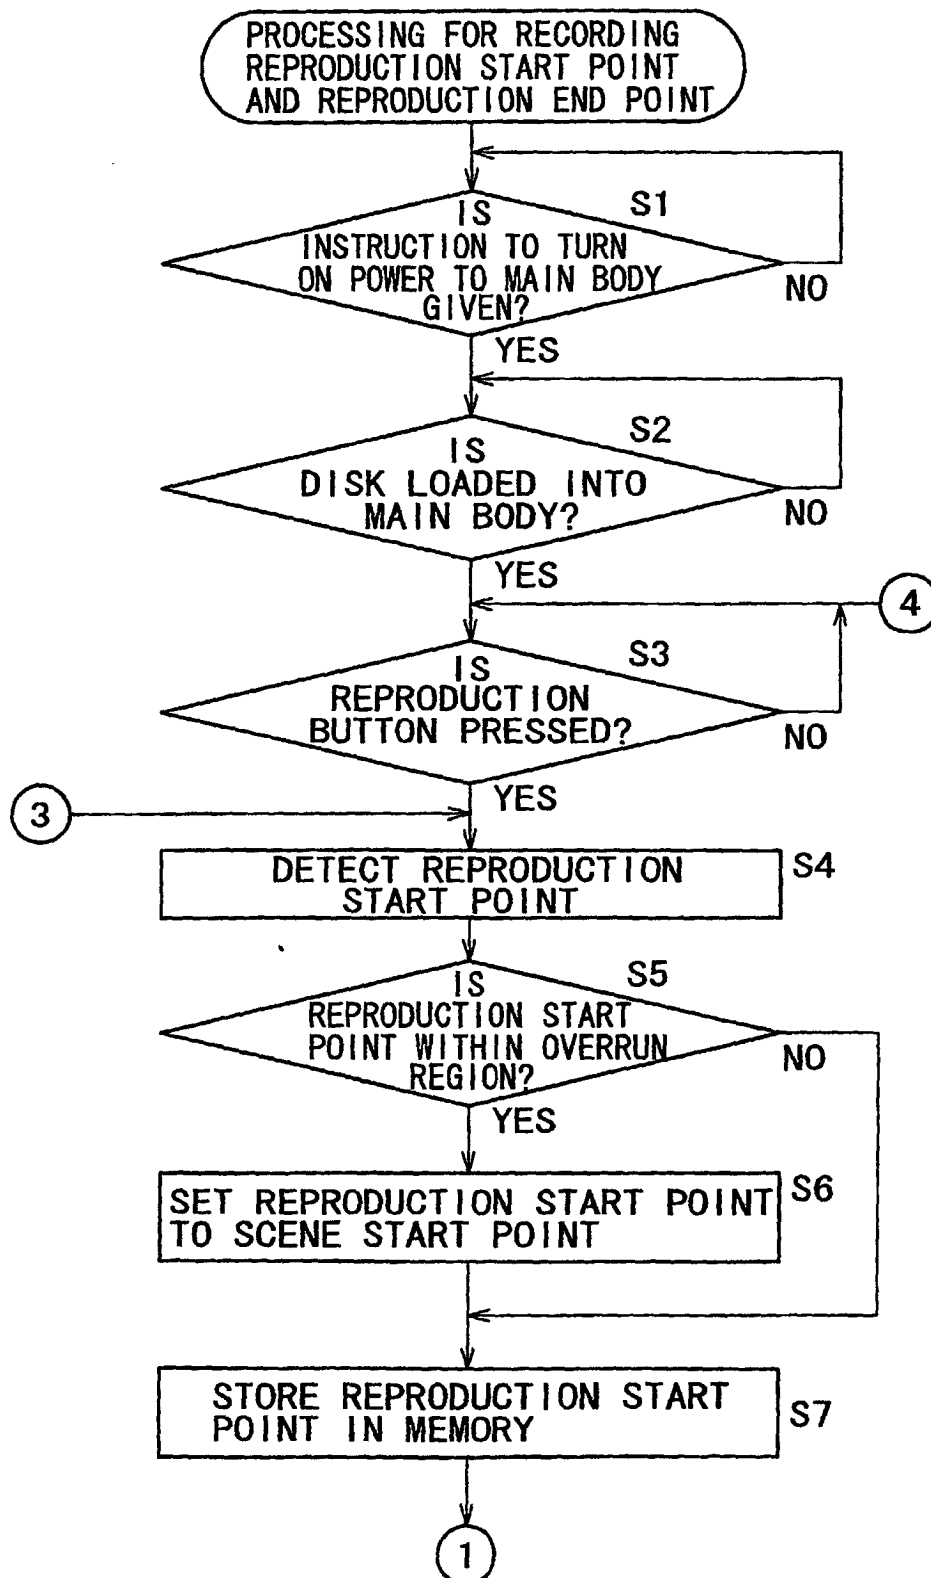 PROCESSING FOR RECORDING
REPRODUCTION START POINT
AND REPRODUCTION END POINT
S1
IS
INSTRUCTION TO TURN
ON POWER TO MAIN BODY
GIVEN?
NO
YES
S2
IS
DISK LOADED INTO
MAIN BODY?
NO
YES
4
S3
IS
REPRODUCTION
BUTTON PRESSED?
NO
YES
3
DETECT REPRODUCTION
START POINT
S4
S5
IS
REPRODUCTION START
POINT WITHIN OVERRUN
REGION?
NO
YES
SET REPRODUCTION START POINT
TO SCENE START POINT
S6
STORE REPRODUCTION START
POINT IN MEMORY
S7
1